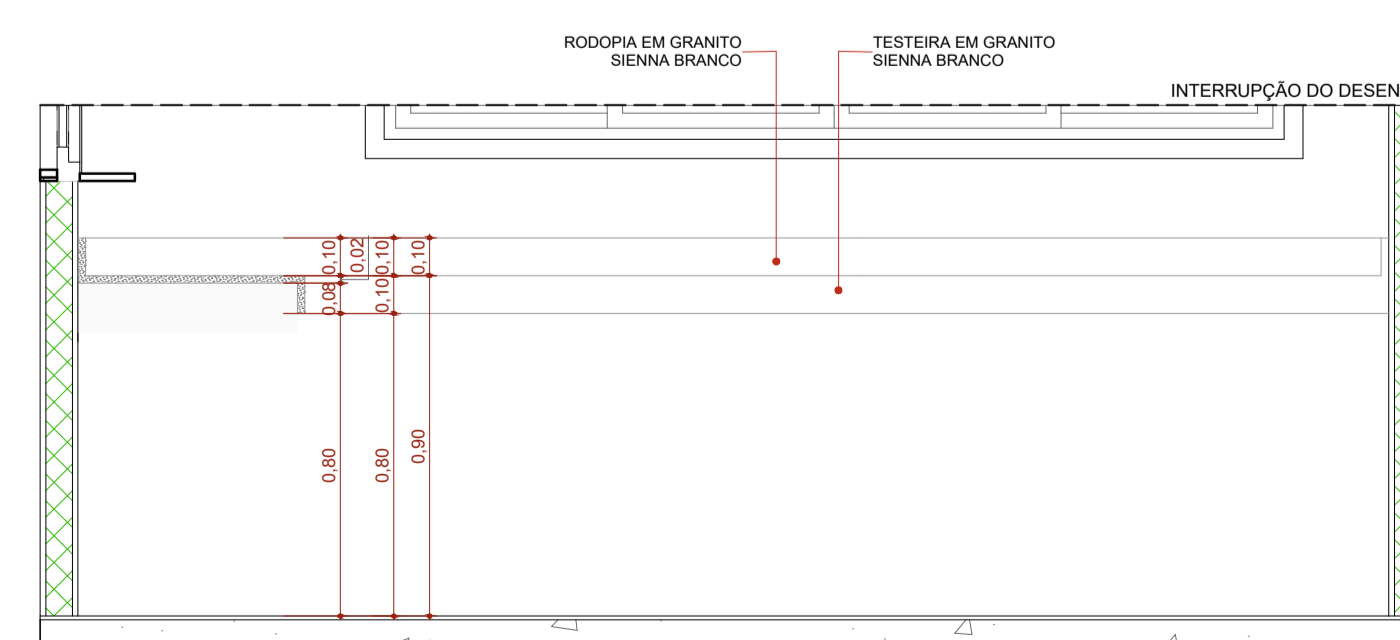 RODOPIA EM GRANITO
SIENNA BRANCO
TESTEIRA EM GRANITO
SIENNA BRANCO
INTERRUPÇÃO DO DESEN
0,10
0,02
0,10
0,10
0,08
0,10
0,80
0,80
0,90